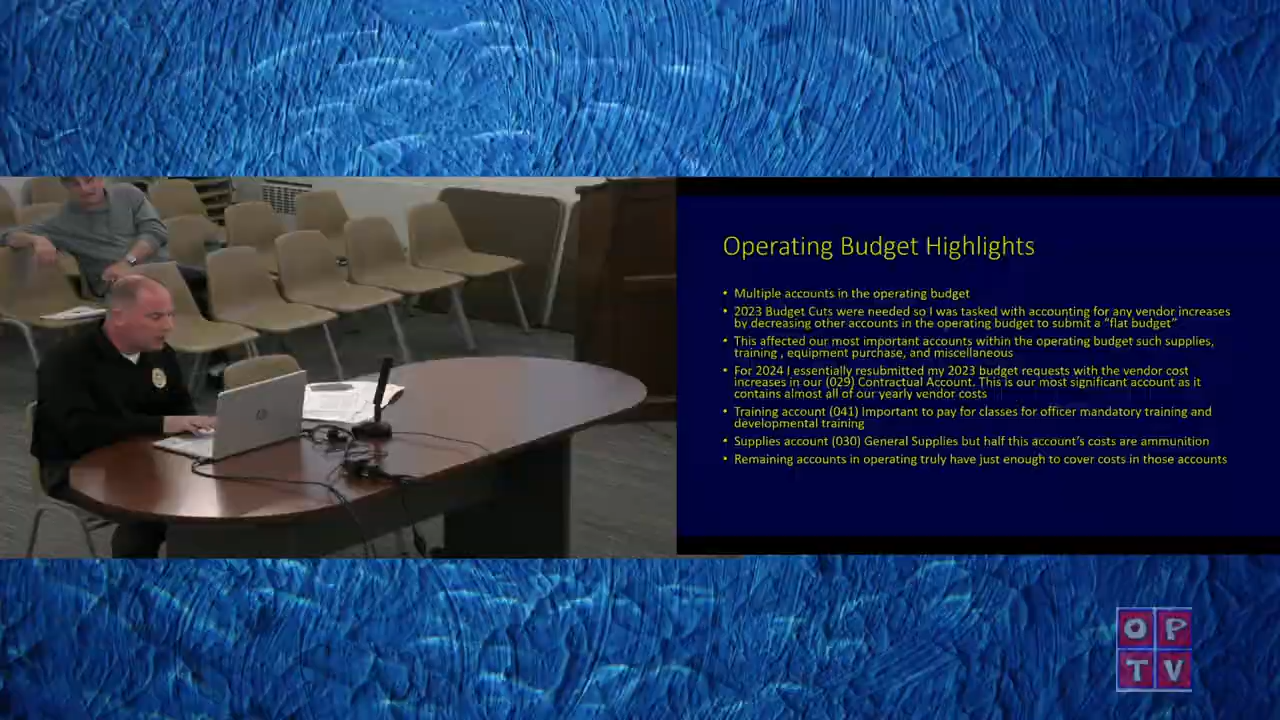 Operating Budget Highlights
• Multiple accounts in the operating budget
• 2023 Budget Cuts were needed so I was tasked with accounting for any vendor increases
by decreasing other accounts in the operating budget to submit a "flat budget"
• This affected our most important accounts within the operating budget such supplies,
training , equipment purchase, and miscellaneous
• For 2024 I essentially resubmitted my 2023 budget requests with the vendor cost
increases in our (029) Contractual Account. This is our most significant account as it
contains almost all of our yearly vendor costs
• Training account (041) Important to pay for classes for officer mandatory training and
developmental training
• Supplies account (030) General Supplies but half this account's costs are ammunition
• Remaining accounts in operating truly have just enough to cover costs in those accounts
hp
OP
TV